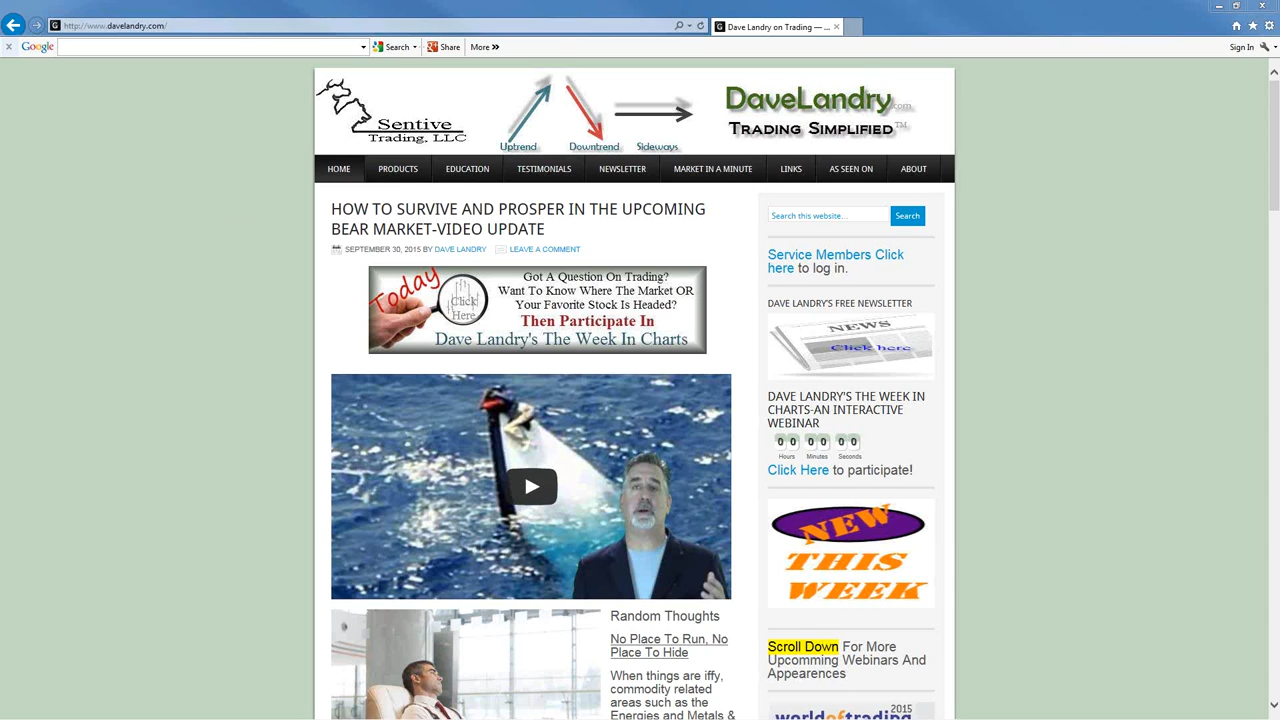 http://www.davelandry.com/
Dave Landry on Trading — ...
Google
Search
Share
More »
Sign In
Sentive
Trading, LLC
Uptrend
Downtrend
Sideways
DaveLandry.com
Trading Simplified™
HOME
PRODUCTS
EDUCATION
TESTIMONIALS
NEWSLETTER
MARKET IN A MINUTE
LINKS
AS SEEN ON
ABOUT
HOW TO SURVIVE AND PROSPER IN THE UPCOMING
BEAR MARKET-VIDEO UPDATE
SEPTEMBER 30, 2015 BY DAVE LANDRY LEAVE A COMMENT
Today
Click
Here
Got A Question On Trading?
Want To Know Where The Market OR
Your Favorite Stock Is Headed?
Then Participate In
Dave Landry's The Week In Charts
Random Thoughts
No Place To Run, No
Place To Hide
When things are iffy,
commodity related
areas such as the
Energies and Metals &
Search this website…
Search
Service Members Click
here to log in.
DAVE LANDRY'S FREE NEWSLETTER
NEWS
Click here
DAVE LANDRY'S THE WEEK IN
CHARTS-AN INTERACTIVE
WEBINAR
0 0 0 0 0 0
Hours Minutes Seconds
Click Here to participate!
NEW
THIS
WEEK
Scroll Down For More
Upcomming Webinars And
Appearences
2015
worldoftrading